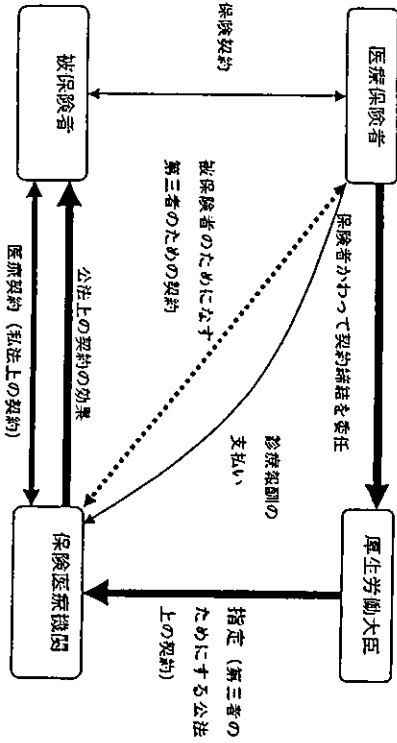 医療保険者
保険者かわって契約締結を委任
厚生労働大臣
保険契約
被保険者のためになす
第三者のための契約
診療報酬の
支払い
指定（第三者の
ためにする公法
上の契約）
被保険者
公法上の契約の効果
医療契約（私法上の契約）
保険医療機関